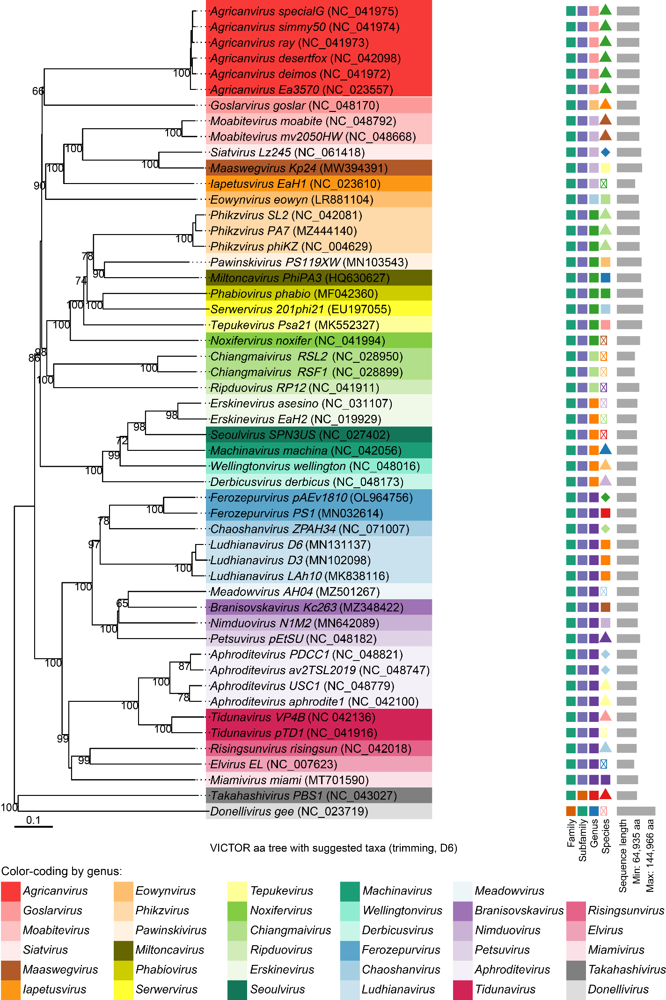 Agricanvirus specialG (NC_041975)
Agricanvirus simmy50 (NC_041974)
Agricanvirus ray (NC_041973)
Agricanvirus desertfox (NC_042098)
Agricanvirus deimos (NC_041972)
100
Agricanvirus Ea3570 (NC_023557)
66
Goslarvirus goslar (NC_048170)
Moabitevirus moabite (NC_048792)
100
Moabitevirus mv2050HW (NC_048668)
100
Siatvirus Lz245 (NC_061418)
100
100
Maaswegvirus Kp24 (MW394391)
90
Iapetusvirus EaH1 (NC_023610)
Eowynvirus eowyn (LR881104)
Phikzvirus SL2 (NC_042081)
Phikzvirus PA7 (MZ444140)
100
Phikzvirus phiKZ (NC_004629)
78
Pawinskivirus PS119XW (MN103543)
90
74
Miltoncavirus PhiPA3 (HQ630627)
Phabiovirus phabio (MF042360)
100
100
Serwervirus 201phi21 (EU197055)
100
Tepukevirus Psa21 (MK552327)
Noxifervirus noxifer (NC_041994)
98
86
Chiangmaivirus RSL2 (NC_028950)
100
Chiangmaivirus RSF1 (NC_028899)
100
Ripduovirus RP12 (NC_041911)
Erskinevirus asesino (NC_031107)
98
Erskinevirus EaH2 (NC_019929)
98
Seoulvirus SPN3US (NC_027402)
72
Machinavirus machina (NC_042056)
99
Wellingtonvirus wellington (NC_048016)
100
Derbicusvirus derbicus (NC_048173)
Ferozepurvirus pAEv1810 (OL964756)
100
Ferozepurvirus PS1 (MN032614)
78
Chaoshanvirus ZPAH34 (NC_071007)
97
Ludhianavirus D6 (MN131137)
Ludhianavirus D3 (MN102098)
100
Ludhianavirus LAh10 (MK838116)
100
Meadowvirus AH04 (MZ501267)
65
Branisovskavirus Kc263 (MZ348422)
Nimduovirus N1M2 (MN642089)
100
Petsuvirus pEtSU (NC_048182)
Aphroditevirus PDCC1 (NC_048821)
100
87
Aphroditevirus av2TSL2019 (NC_048747)
100
Aphroditevirus USC1 (NC_048779)
78
Aphroditevirus aphrodite1 (NC_042100)
100
Tidunavirus VP4B (NC 042136)
100
Tidunavirus pTD1 (NC_041916)
99
Risingsunvirus risingsun (NC_042018)
99
Elvirus EL (NC_007623)
Miamivirus miami (MT701590)
Takahashivirus PBS1 (NC_043027)
100
Donellivirus gee (NC_023719)
0.1
Family
Subfamily
Genus
Species
Sequence length
Min: 64,935 aa
Max: 144,966 aa
VICTOR aa tree with suggested taxa (trimming, D6)
Color-coding by genus:
Agricanvirus Eowynvirus Tepukevirus Machinavirus Meadowvirus
Goslarvirus Phikzvirus Noxifervirus Wellingtonvirus Branisovskavirus Risingsunvirus
Moabitevirus Pawinskivirus Chiangmaivirus Derbicusvirus Nimduovirus Elvirus
Siatvirus Miltoncavirus Ripduovirus Ferozepurvirus Petsuvirus Miamivirus
Maaswegvirus Phabiovirus Erskinevirus Chaoshanvirus Aphroditevirus Takahashivirus
Iapetusvirus Serwervirus Seoulvirus Ludhianavirus Tidunavirus Donellivirus